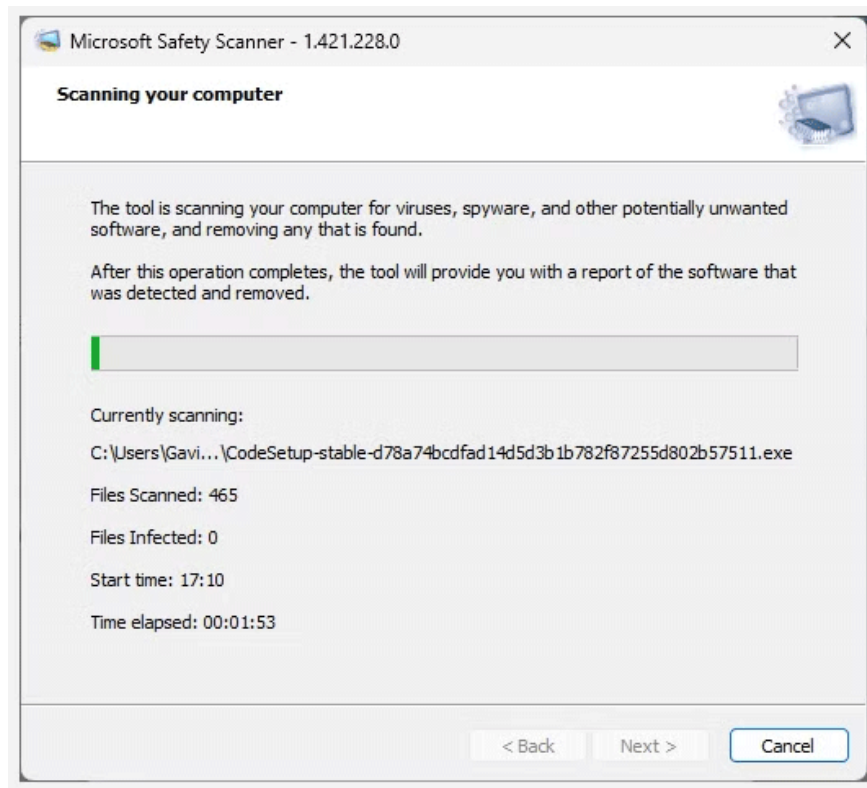 Microsoft Safety Scanner - 1.421.228.0
Scanning your computer
The tool is scanning your computer for viruses, spyware, and other potentially unwanted
software, and removing any that is found.
After this operation completes, the tool will provide you with a report of the software that
was detected and removed.
Currently scanning:
C:\Users\Gavi...\CodeSetup-stable-d78a74bcdfad14d5d3b1b782f87255d802b57511.exe
Files Scanned: 465
Files Infected: 0
Start time: 17:10
Time elapsed: 00:01:53
< Back Next > Cancel